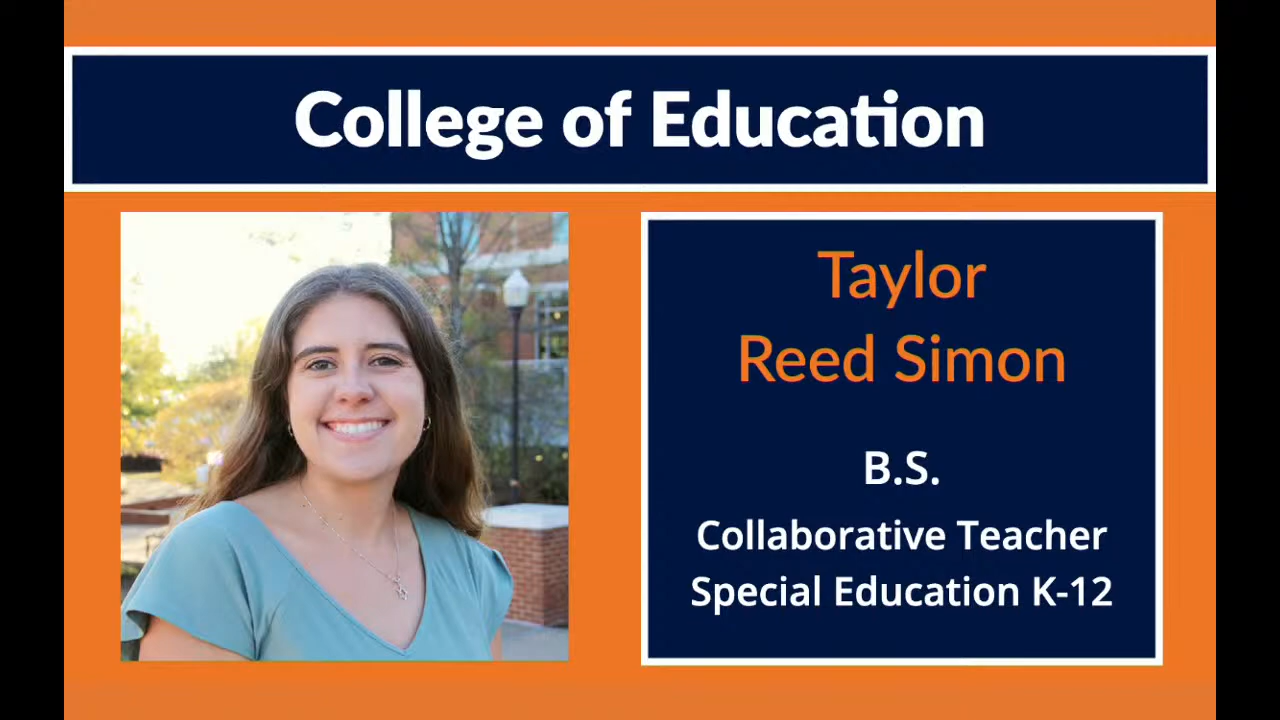 College of Education
Taylor
Reed Simon
B.S.
Collaborative Teacher
Special Education K-12